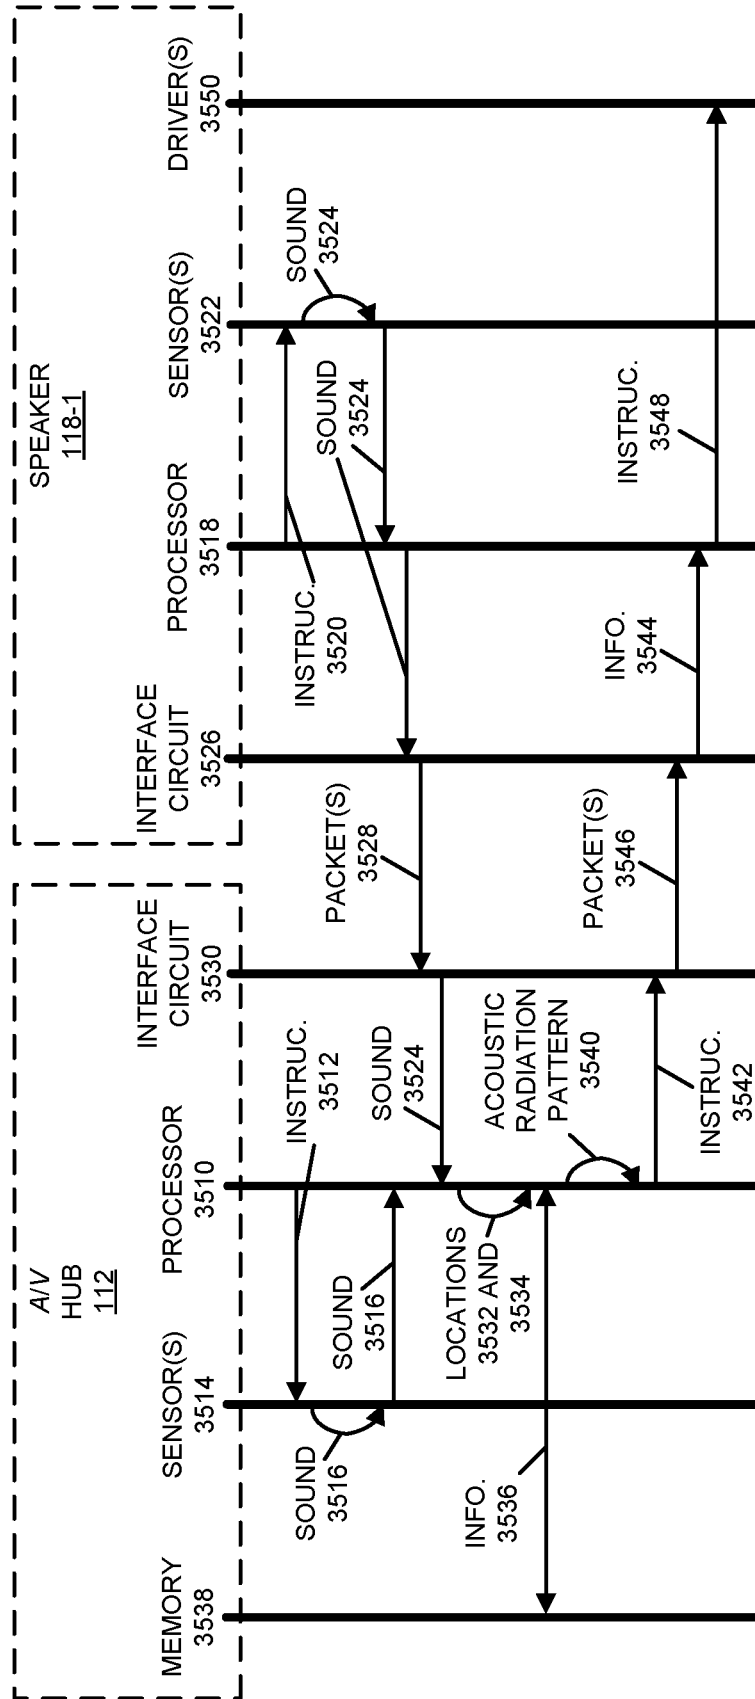 A/V
HUB
112
SPEAKER
118-1
MEMORY
3538
SENSOR(S)
3514
PROCESSOR
3510
INTERFACE
CIRCUIT
3530
INTERFACE
CIRCUIT
3526
PROCESSOR
3518
SENSOR(S)
3522
DRIVER(S)
3550
INSTRUC.
3512
SOUND
3516
SOUND
3516
INSTRUC.
3520
SOUND
3524
SOUND
3524
PACKET(S)
3528
SOUND
3524
LOCATIONS
3532 AND
3534
INFO.
3536
ACOUSTIC
RADIATION
PATTERN
3540
INSTRUC.
3542
PACKET(S)
3546
INFO.
3544
INSTRUC.
3548